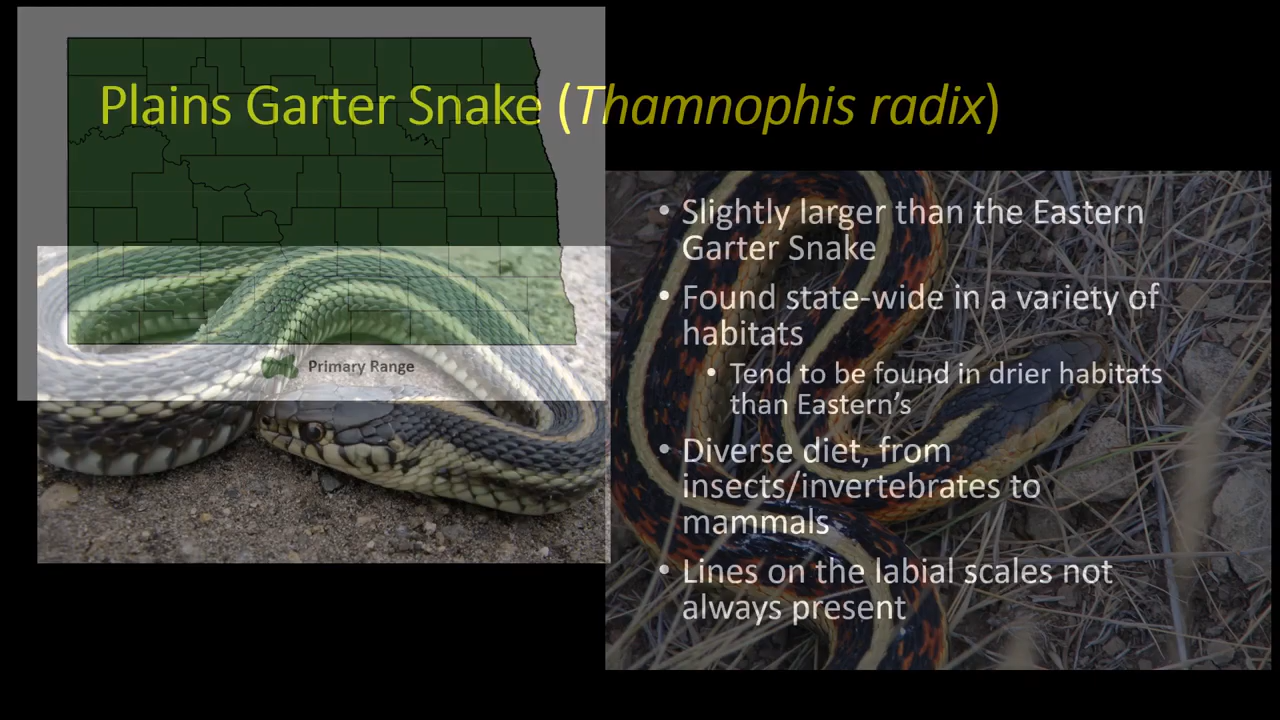 Plains Garter Snake (Thamnophis radix)
Primary Range
• Slightly larger than the Eastern
Garter Snake
• Found state-wide in a variety of
habitats
• Tend to be found in drier habitats
than Eastern's
• Diverse diet, from
insects/invertebrates to
mammals
• Lines on the labial scales not
always present